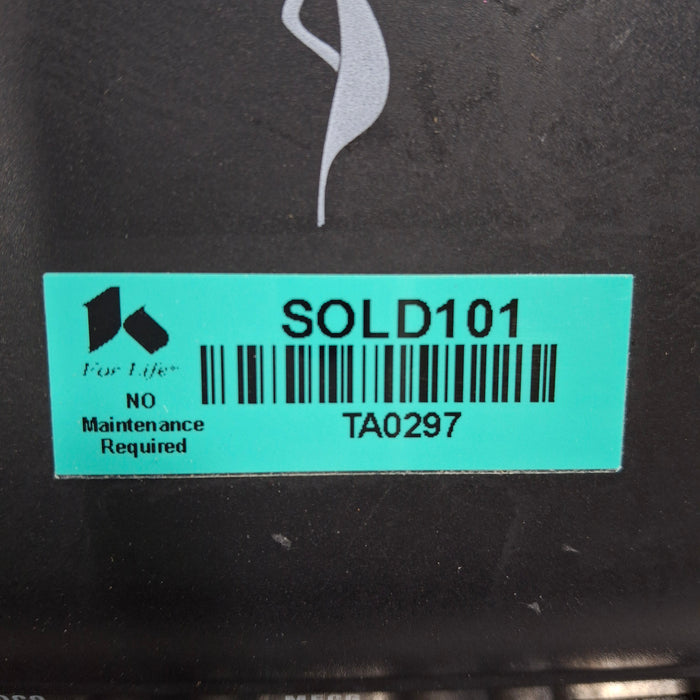 SOLD101
For Life
NO
Maintenance
Required
TA0297